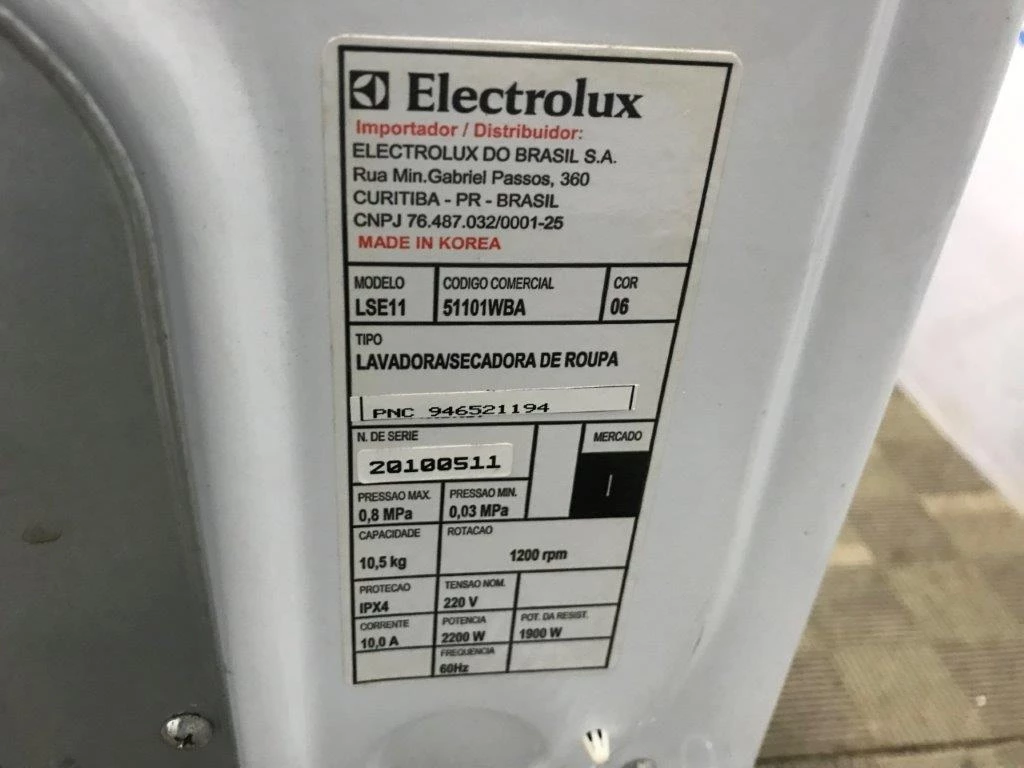 Electrolux
Importador / Distribuidor:
ELECTROLUX DO BRASIL S.A.
Rua Min.Gabriel Passos, 360
CURITIBA - PR - BRASIL
CNPJ 76.487.032/0001-25
MADE IN KOREA
MODELO CODIGO COMERCIAL COR
LSE11 51101WBA 06
TIPO
LAVADORA/SECADORA DE ROUPA
PNC 946521194
N. DE SERIE MERCADO
20100511 I
PRESSAO MAX. PRESSAO MIN.
0,8 MPa 0,03 MPa
CAPACIDADE ROTACAO
10,5 kg 1200 rpm
PROTECAO TENSAO NOM.
IPX4 220 V
CORRENTE POTENCIA POT. DA RESIST.
10,0 A 2200 W 1900 W
FREQUENCIA
60Hz